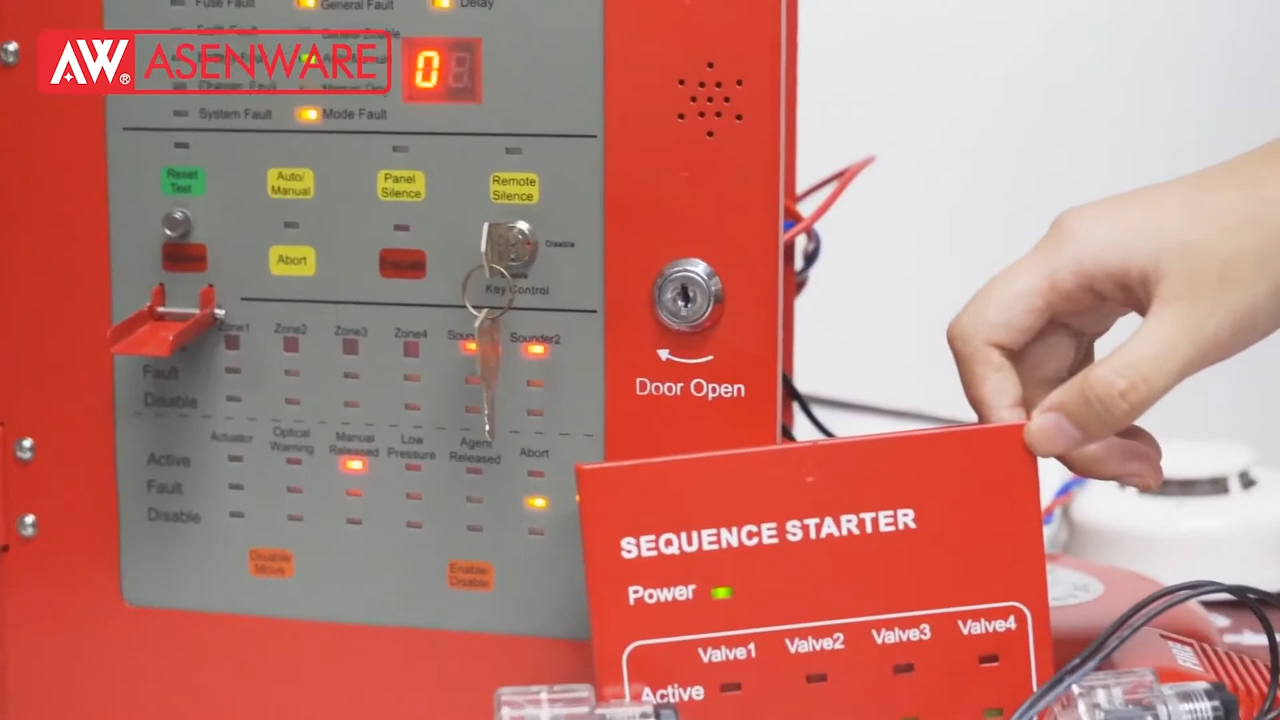 Fuse Fault
General Fault
Delay
AW® ASENWARE
System Fault
Mode Fault
Reset Test
Auto/ Manual
Panel Silence
Remote Silence
Disable
Abort
Key Control
Zone1 Zone2 Zone3 Zone4 Sounder2
Fault
Disable
Actuator Optical Warning Manual Released Low Pressure Agent Released Abort
Active
Fault
Disable
Disable Move
Enable/ Disable
Door Open
SEQUENCE STARTER
Power
Valve1 Valve2 Valve3 Valve4
Active